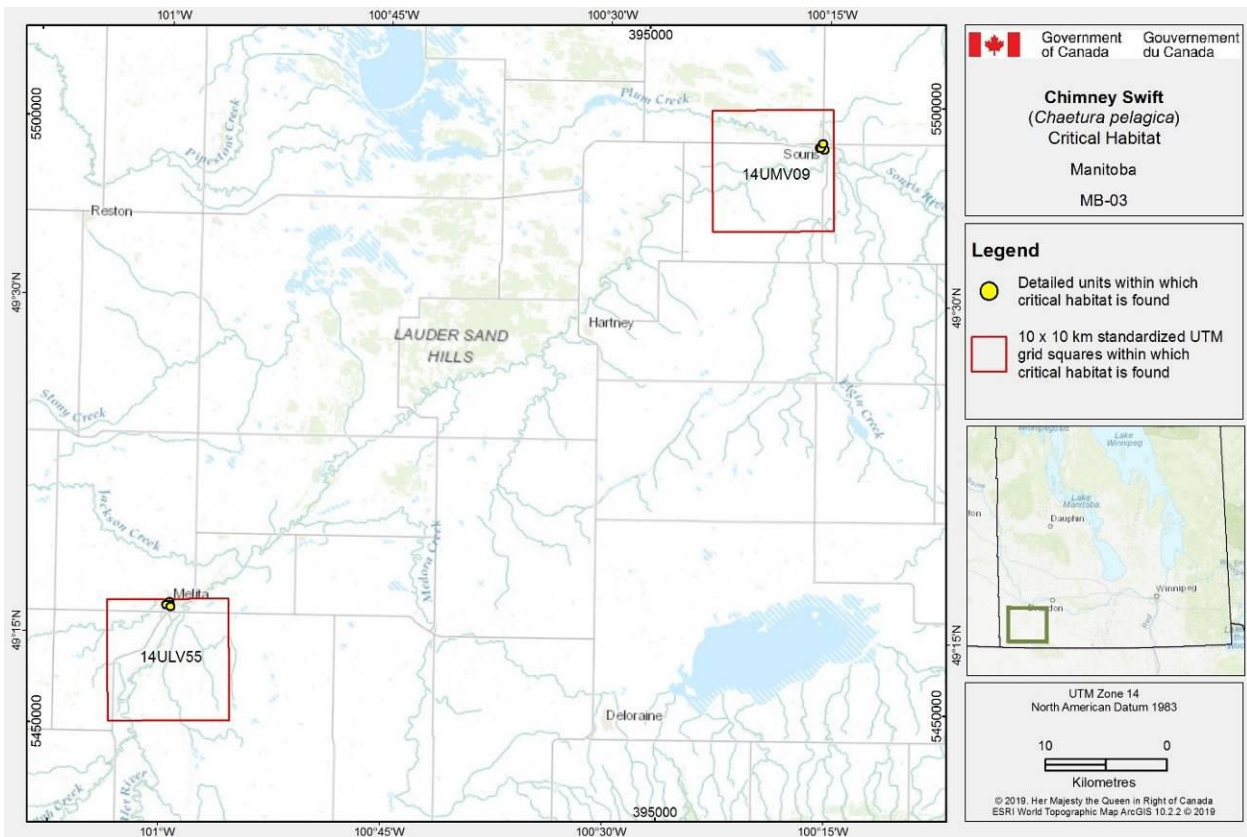 101°W
100°45'W
100°30'W
100°15'W
395000
5500000
5500000
Plum Creek
Pipestone Creek
Souris
14UMV09
Souris River
Reston
49°30'N
49°30'N
Hartney
LAUDER SAND
HILLS
Elgin Creek
Stony Creek
Jackson Creek
Medora Creek
Melita
49°15'N
49°15'N
14ULV55
Deloraine
5450000
5450000
395000
101°W
100°45'W
100°30'W
100°15'W
Government
of Canada
Gouvernement
du Canada
Chimney Swift
(Chaetura pelagica)
Critical Habitat
Manitoba
MB-03
Legend
Detailed units within which
critical habitat is found
10 x 10 km standardized UTM
grid squares within which
critical habitat is found
Lake
Winnipeg
Lake
Manitoba
Dauphin
Winnipeg
Red
UTM Zone 14
North American Datum 1983
10
0
Kilometres
© 2019. Her Majesty the Queen in Right of Canada
ESRI World Topographic Map ArcGIS 10.2.2 © 2019